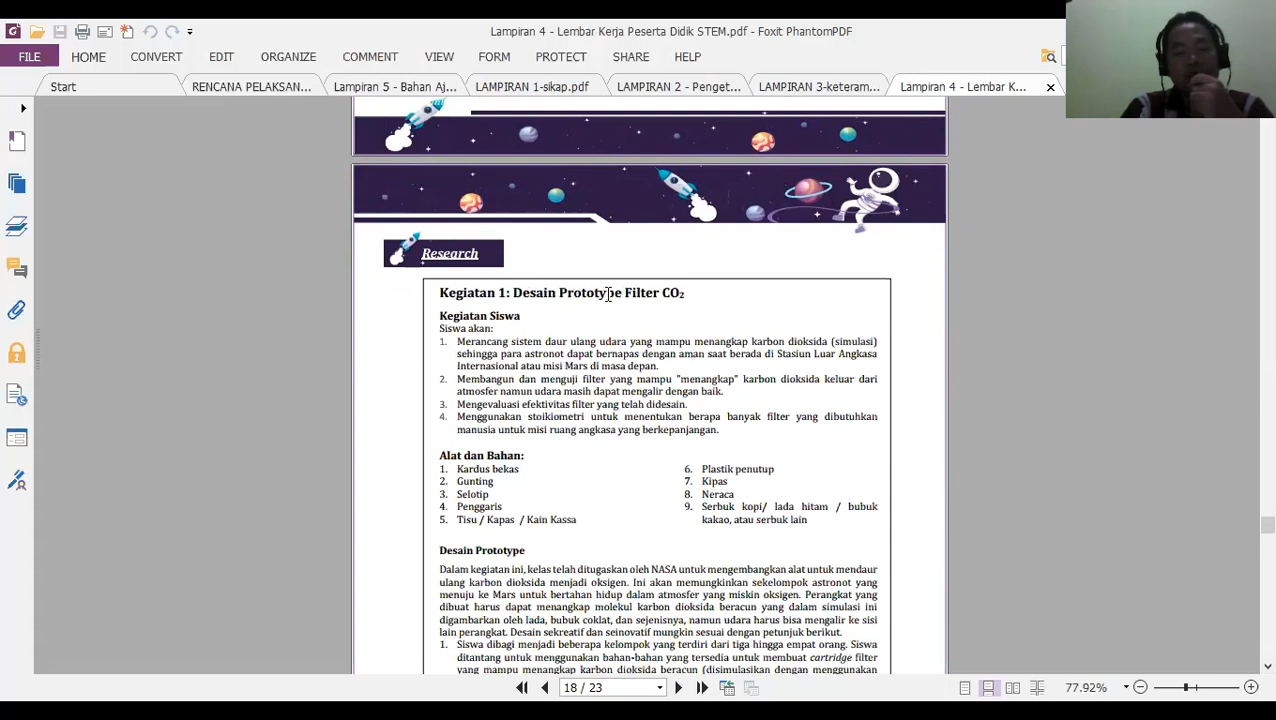 Lampiran 4 - Lembar Kerja Peserta Didik STEM.pdf - Foxit PhantomPDF
FILE HOME CONVERT EDIT ORGANIZE COMMENT VIEW FORM PROTECT SHARE HELP
Start RENCANA PELAKSAN... Lampiran 5 - Bahan Aj... LAMPIRAN 1-sikap.pdf LAMPIRAN 2 - Penget... LAMPIRAN 3-keteram... Lampiran 4 - Lembar K...
Research
Kegiatan 1: Desain Prototype Filter CO₂
Kegiatan Siswa
Siswa akan:
1. Merancang sistem daur ulang udara yang mampu menangkap karbon dioksida (simulasi)
sehingga para astronot dapat bernapas dengan aman saat berada di Stasiun Luar Angkasa
Internasional atau misi Mars di masa depan.
2. Membangun dan menguji filter yang mampu "menangkap" karbon dioksida keluar dari
atmosfer namun udara masih dapat mengalir dengan baik.
3. Mengevaluasi efektivitas filter yang telah didesain.
4. Menggunakan stoikiometri untuk menentukan berapa banyak filter yang dibutuhkan
manusia untuk misi ruang angkasa yang berkepanjangan.
Alat dan Bahan:
1. Kardus bekas
2. Gunting
3. Selotip
4. Penggaris
5. Tisu / Kapas / Kain Kassa
6. Plastik penutup
7. Kipas
8. Neraca
9. Serbuk kopi/ lada hitam / bubuk
kakao, atau serbuk lain
Desain Prototype
Dalam kegiatan ini, kelas telah ditugaskan oleh NASA untuk mengembangkan alat untuk mendaur
ulang karbon dioksida menjadi oksigen. Ini akan memungkinkan sekelompok astronot yang
menuju ke Mars untuk bertahan hidup dalam atmosfer yang miskin oksigen. Perangkat yang
dibuat harus dapat menangkap molekul karbon dioksida beracun yang dalam simulasi ini
digambarkan oleh lada, bubuk coklat, dan sejenisnya, namun udara harus bisa mengalir ke sisi
lain perangkat. Desain sekreatif dan seinovatif mungkin sesuai dengan petunjuk berikut.
1. Siswa dibagi menjadi beberapa kelompok yang terdiri dari tiga hingga empat orang. Siswa
ditantang untuk menggunakan bahan-bahan yang tersedia untuk membuat cartridge filter
yang mampu menangkap karbon dioksida beracun (disimulasikan dengan menggunakan
18 / 23
77.92%